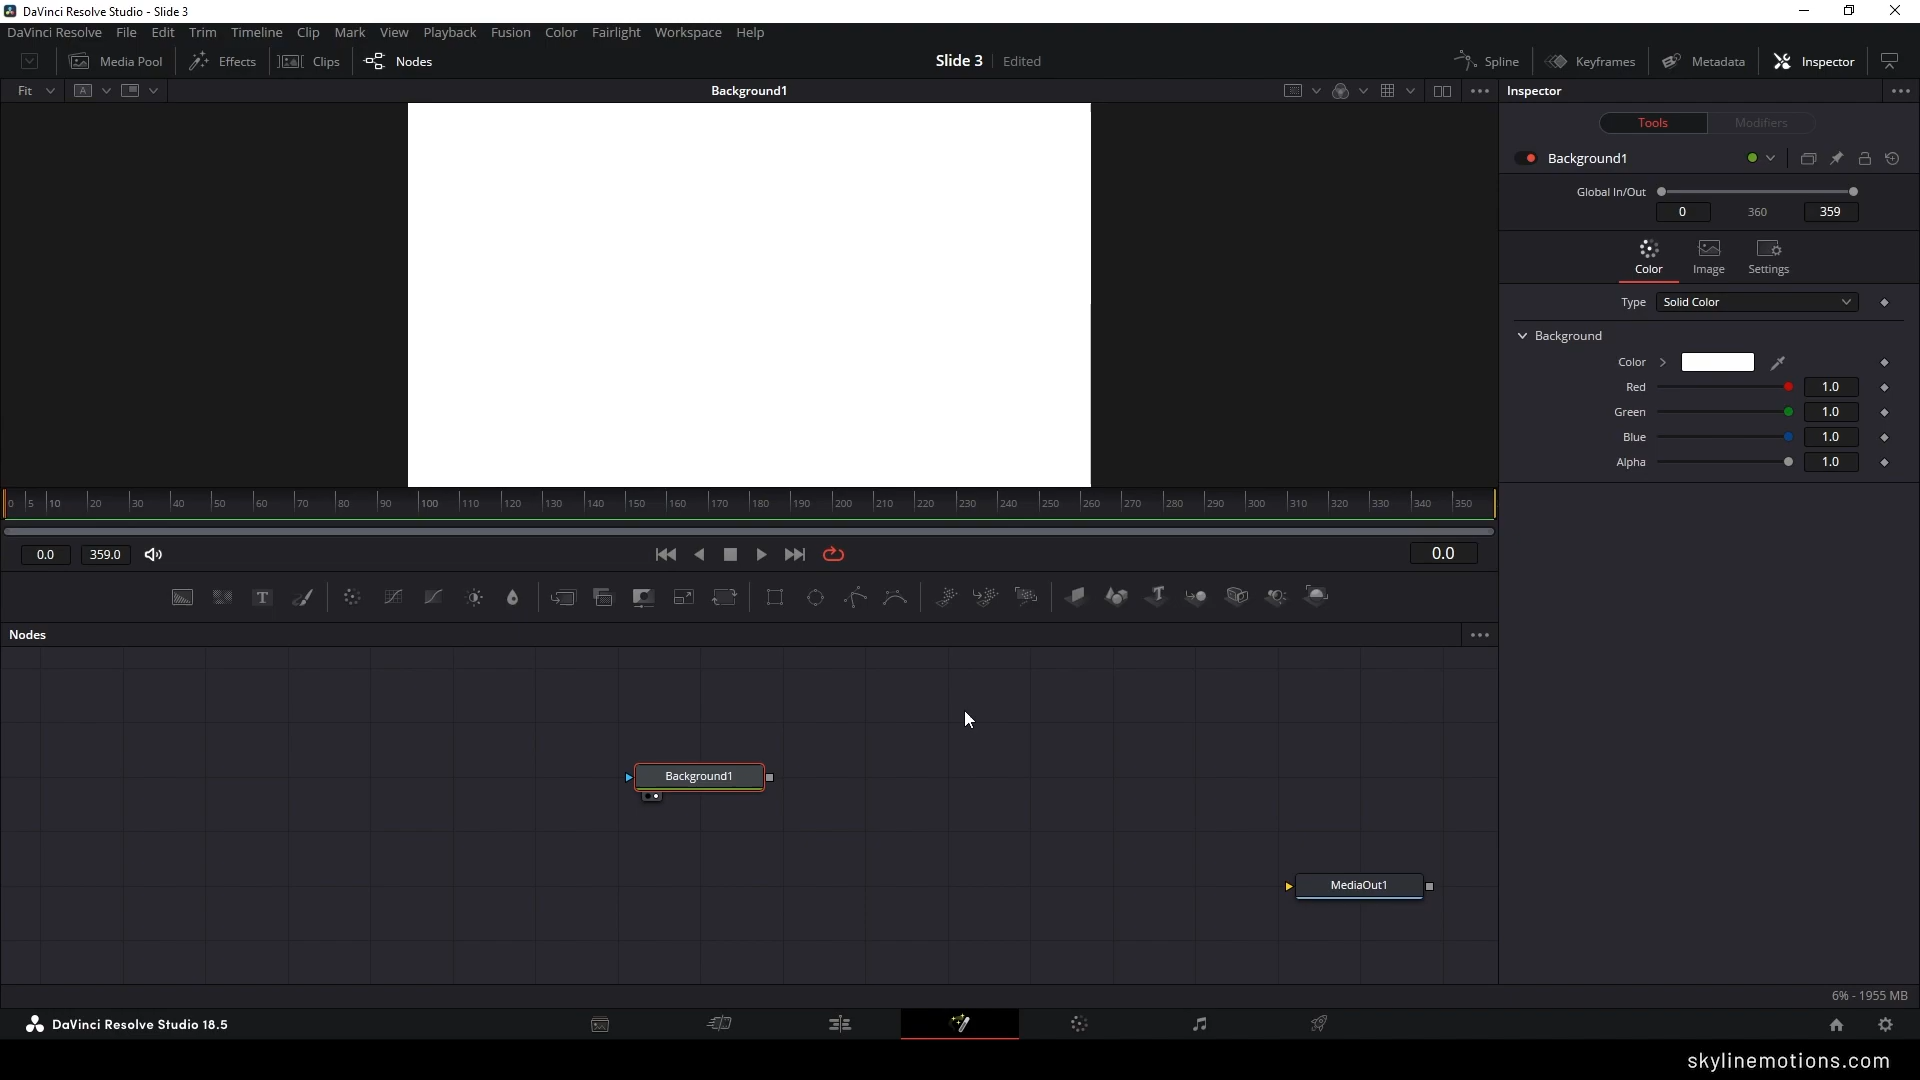 DaVinci Resolve Studio - Slide 3
DaVinci Resolve File Edit Trim Timeline Clip Mark View Playback Fusion Color Fairlight Workspace Help
Media Pool Effects Clips Nodes Slide 3 Edited Spline Keyframes Metadata Inspector
Fit A Background1 Inspector
Tools Modifiers
Background1
Global In/Out
0 360 359
Color Image Settings
Type Solid Color
Background
Color
Red 1.0
Green 1.0
Blue 1.0
Alpha 1.0
0 5 10 20 30 40 50 60 70 80 90 100 110 120 130 140 150 160 170 180 190 200 210 220 230 240 250 260 270 280 290 300 310 320 330 340 350
0.0 359.0 0.0
T
Nodes
Background1
MediaOut1
6% - 1955 MB
DaVinci Resolve Studio 18.5
skylinemotions.com